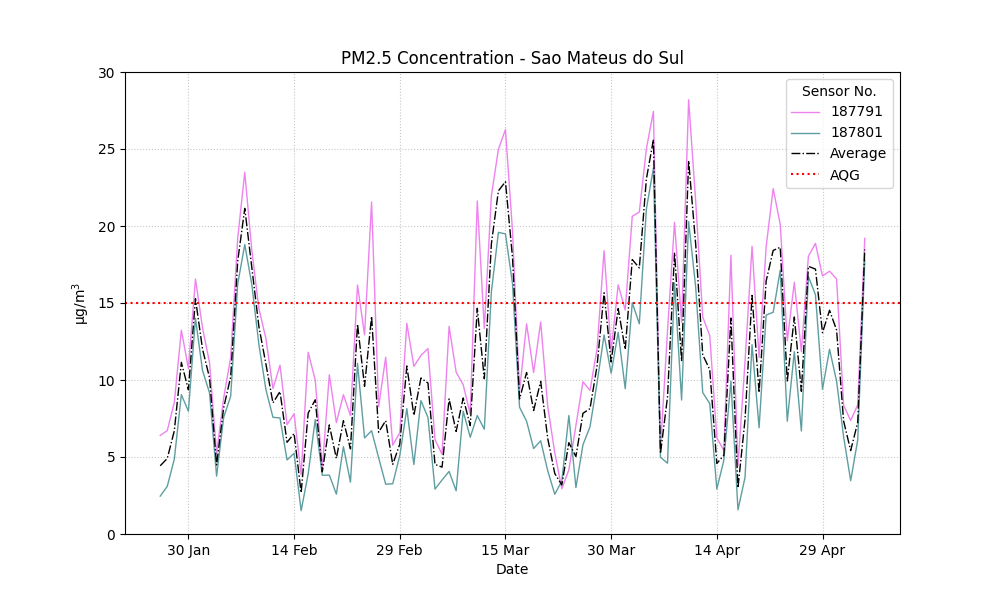 PM2.5 Concentration - Sao Mateus do Sul
30
25
20
15
10
5
0
µg/m³
30 Jan
14 Feb
29 Feb
15 Mar
30 Mar
14 Apr
29 Apr
Date
Sensor No.
187791
187801
Average
AQG